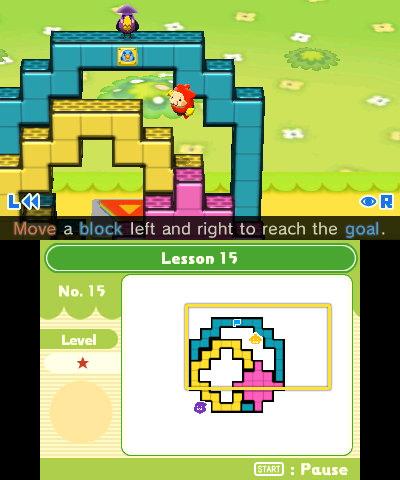 L R
Move a block left and right to reach the goal.
Lesson 15
No. 15
Level
START : Pause